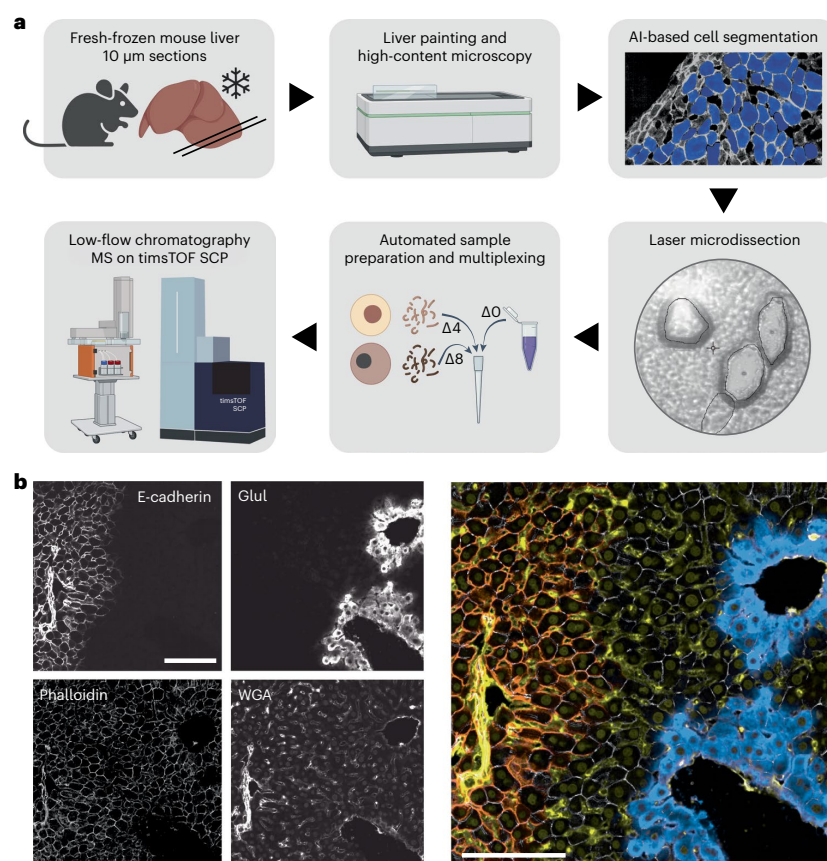 a
Fresh-frozen mouse liver
10 µm sections
Liver painting and
high-content microscopy
AI-based cell segmentation
Low-flow chromatography
MS on timsTOF SCP
timsTOF
SCP
Automated sample
preparation and multiplexing
Δ4
Δ0
Δ8
Laser microdissection
b
E-cadherin
Glul
Phalloidin
WGA